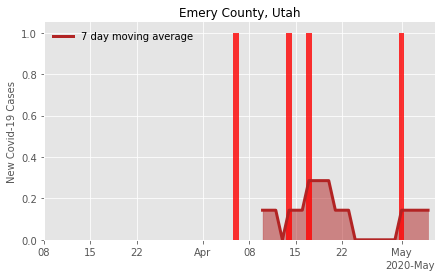 Emery County, Utah
7 day moving average
New Covid-19 Cases
1.0
0.8
0.6
0.4
0.2
0.0
08 15 22 Apr 08 15 22 May
2020-May